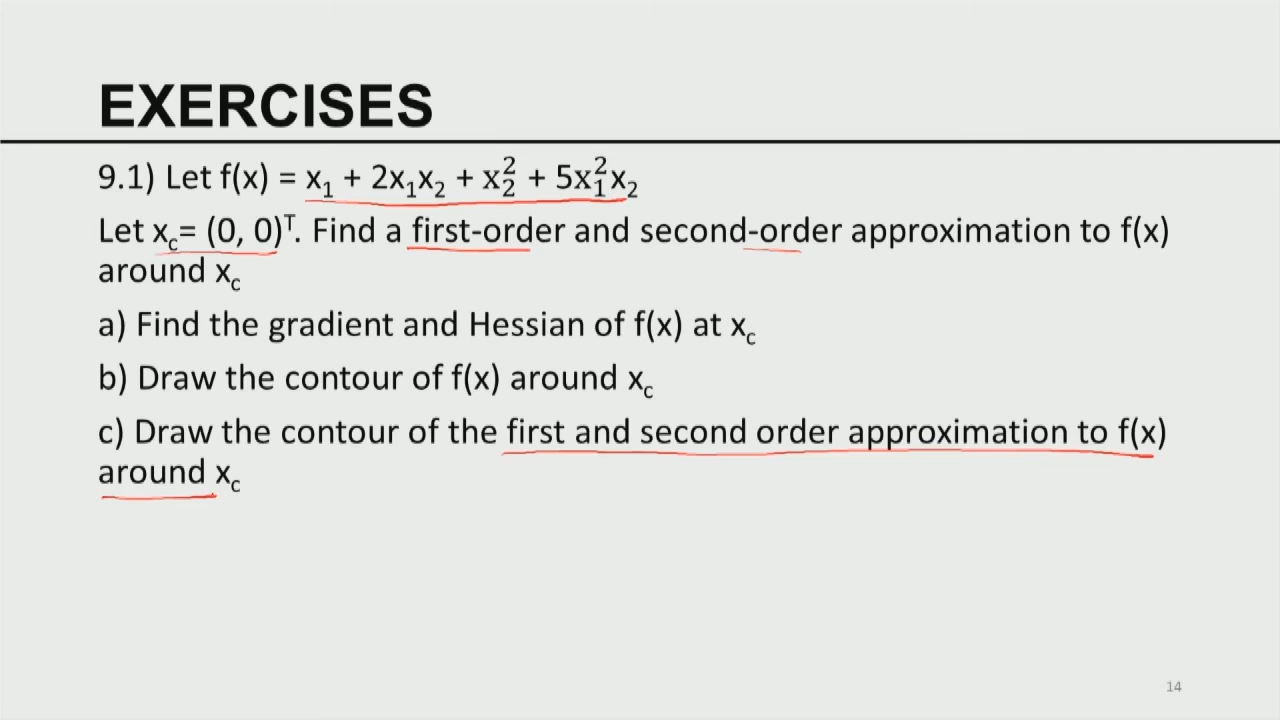 EXERCISES
9.1) Let f(x) = x₁ + 2x₁x₂ + x₂² + 5x₁²x₂
Let x꜀= (0, 0)ᵀ. Find a first-order and second-order approximation to f(x)
around x꜀
a) Find the gradient and Hessian of f(x) at x꜀
b) Draw the contour of f(x) around x꜀
c) Draw the contour of the first and second order approximation to f(x)
around x꜀
14